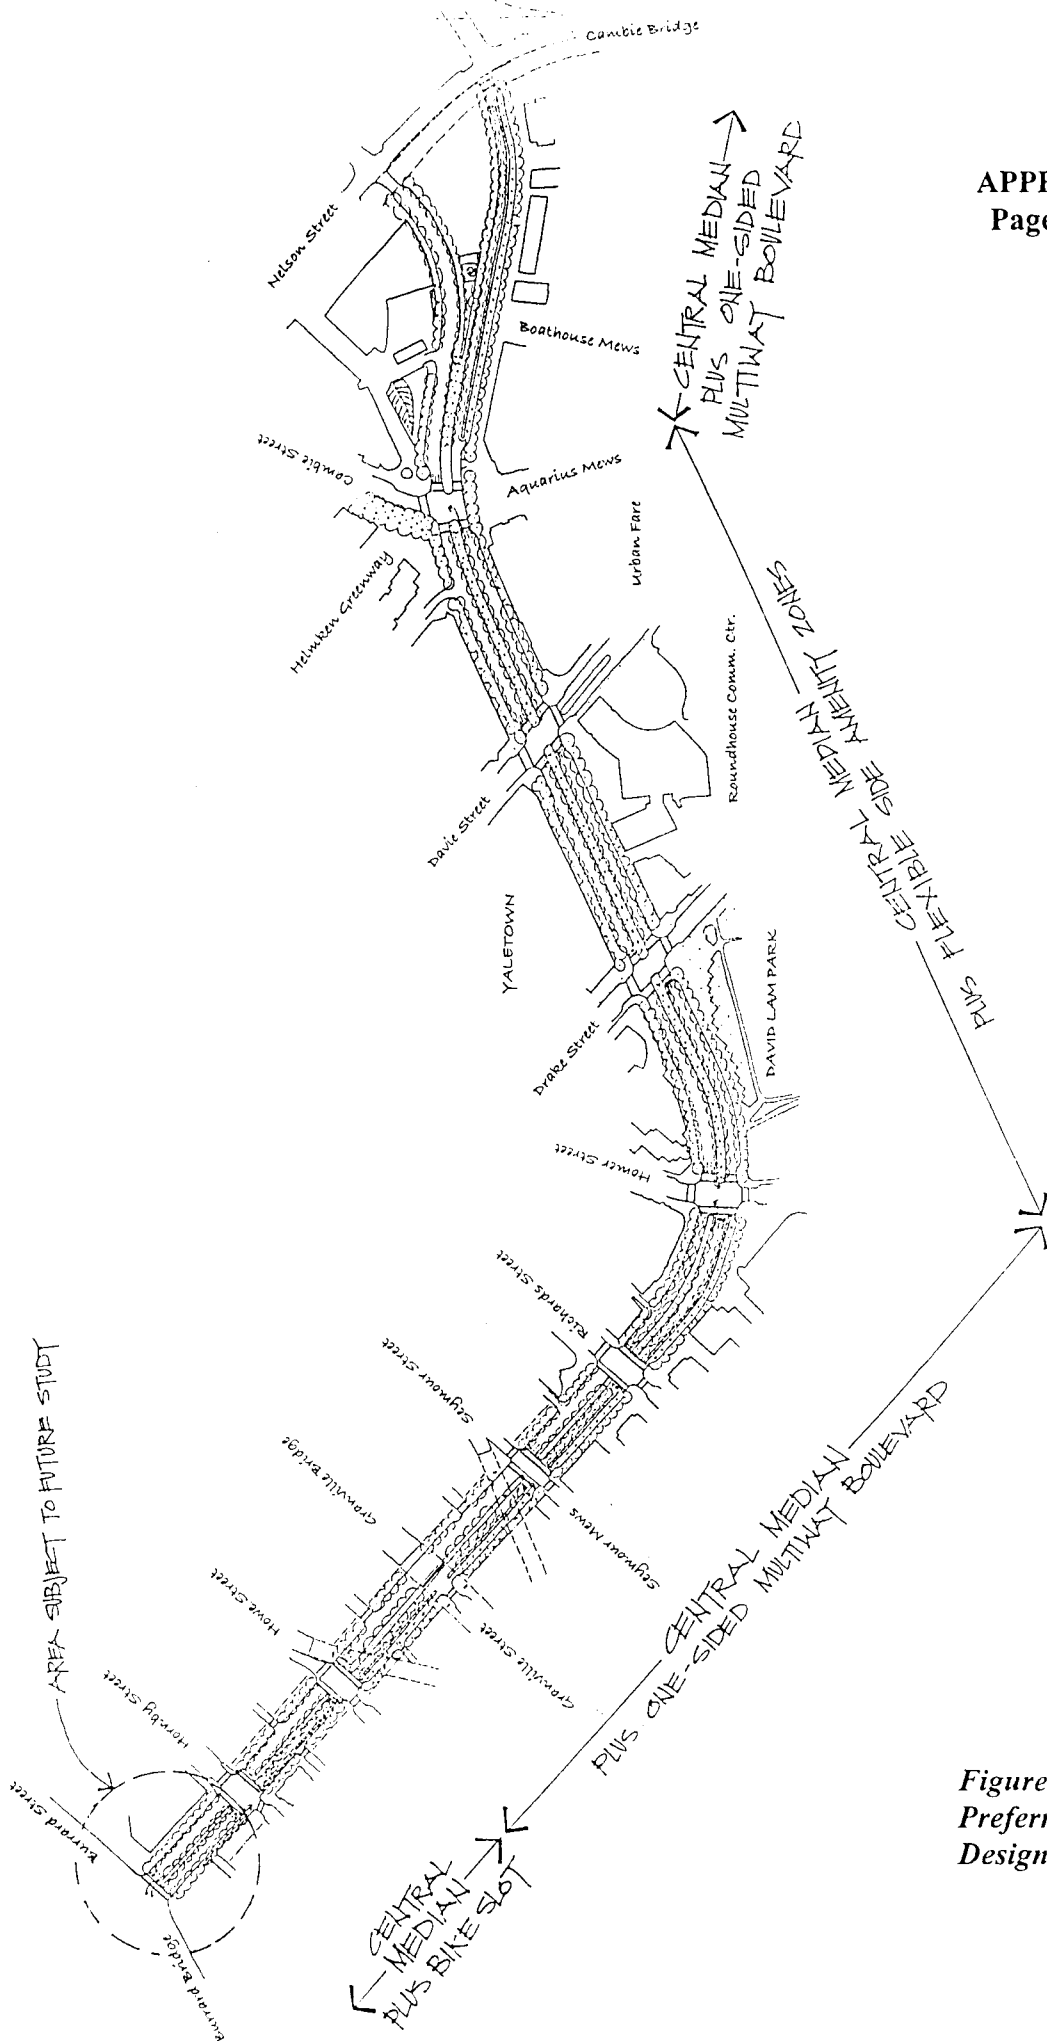 Cambie Bridge
APPE
Page
Nelson Street
← CENTRAL MEDIAN →
PLUS ONE-SIDED
MULTIWAY BOULEVARD
Boathouse Mews
Cambie Street
Aquarius Mews
Urban Fare
Helmken Greenway
Roundhouse Comm. Ctr.
CENTRAL MEDIAN
PLUS FLEXIBLE SIDE AMENITY ZONES
Davie Street
YALETOWN
DAVID LAM PARK
Drake Street
Homer Street
Richards Street
Seymour Street
Granville Bridge
Seymour Mews
Howe Street
Granville Street
AREA SUBJECT TO FUTURE STUDY
Hornby Street
CENTRAL MEDIAN
PLUS ONE-SIDED MULTIWAY BOULEVARD
Burrard Street
Burrard Bridge
CENTRAL
MEDIAN
PLUS BIKE SLOT
Figure
Preferr
Design